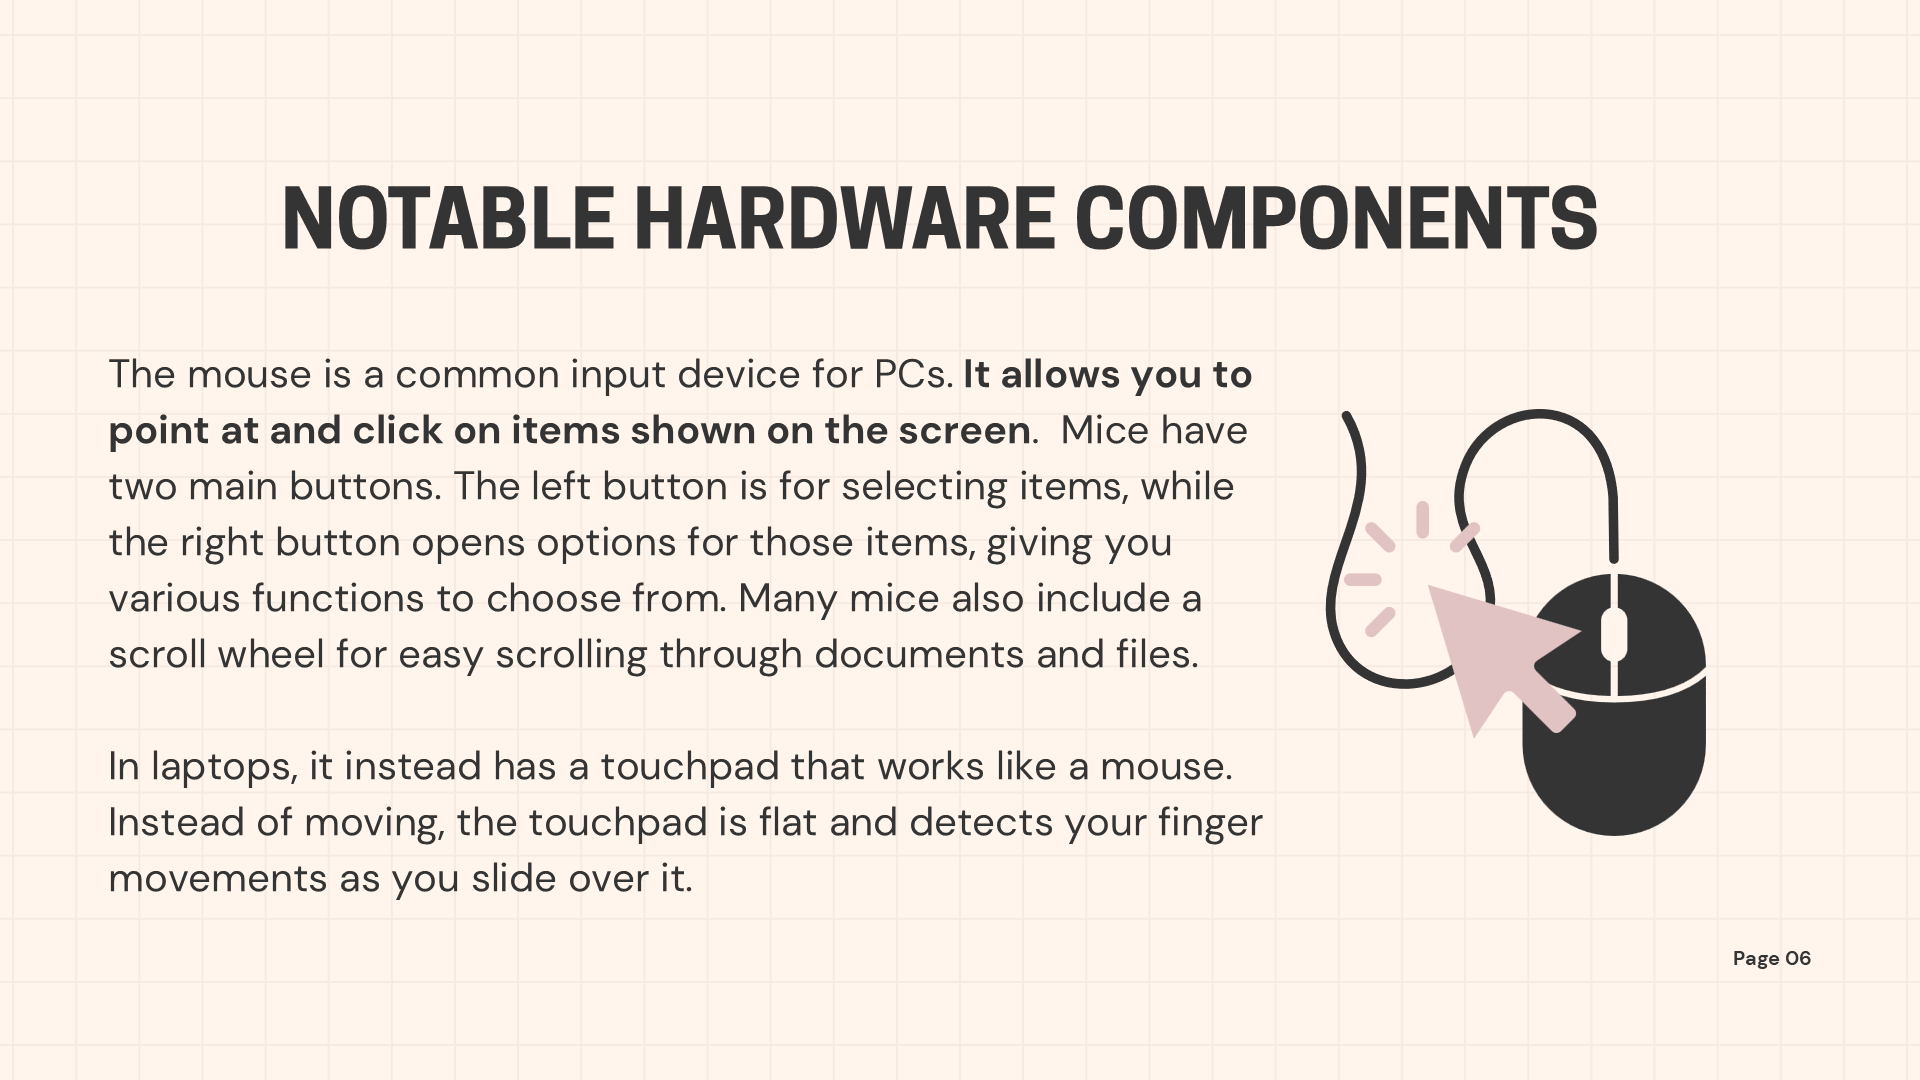 NOTABLE HARDWARE COMPONENTS
The mouse is a common input device for PCs. It allows you to
point at and click on items shown on the screen.  Mice have
two main buttons. The left button is for selecting items, while
the right button opens options for those items, giving you
various functions to choose from. Many mice also include a
scroll wheel for easy scrolling through documents and files.
In laptops, it instead has a touchpad that works like a mouse.
Instead of moving, the touchpad is flat and detects your finger
movements as you slide over it.
Page 06